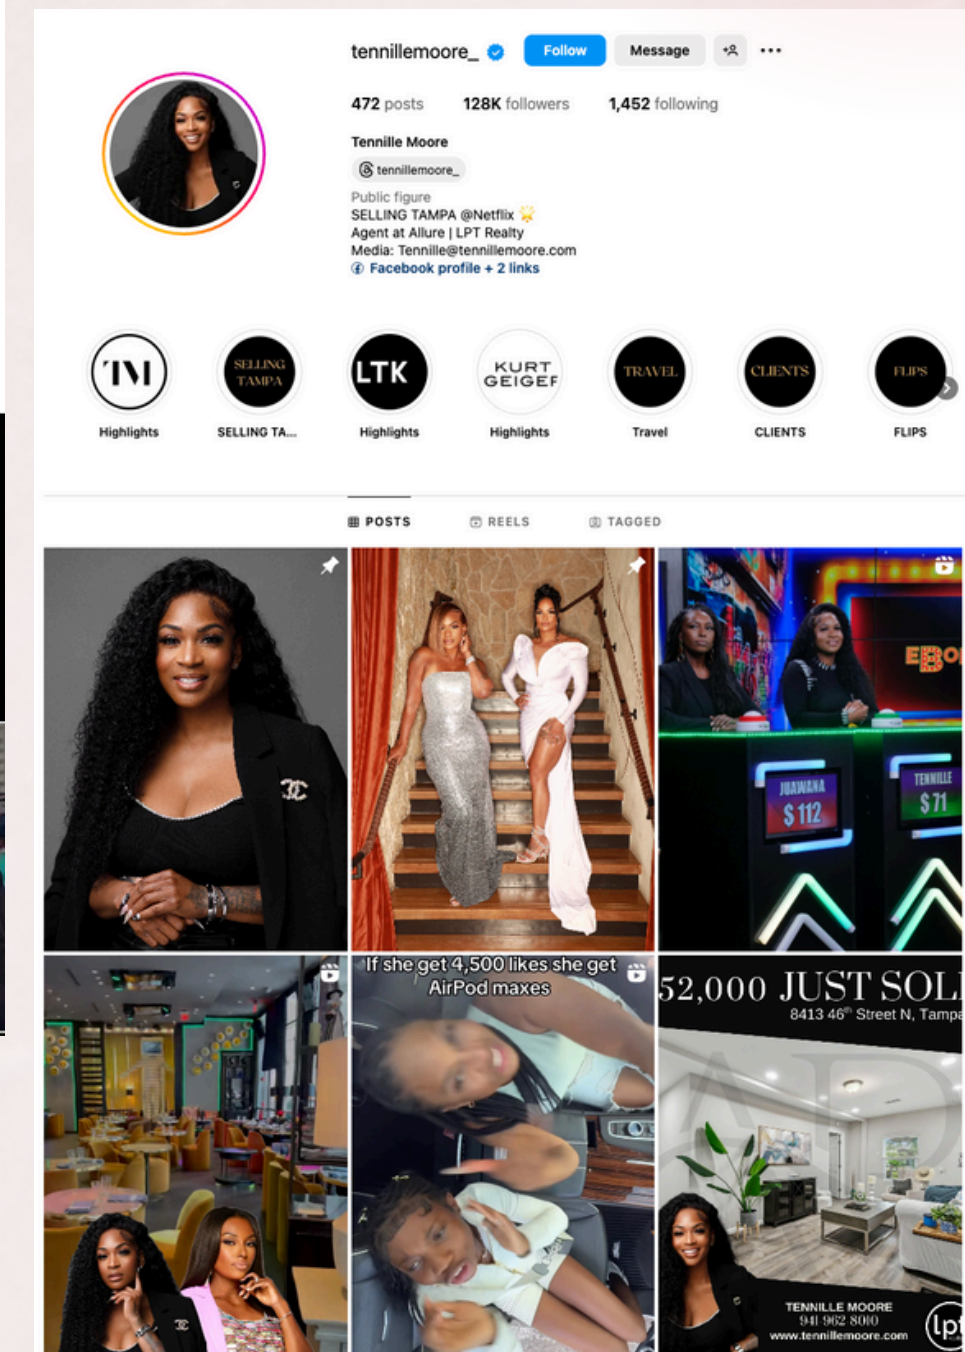 tennillemoore_
Follow
Message
472 posts
128K followers
1,452 following
Tennille Moore
tennillemoore_
Public figure
SELLING TAMPA @Netflix
Agent at Allure | LPT Realty
Media: Tennille@tennillemoore.com
Facebook profile + 2 links
TM
SELLING
TAMPA
LTK
KURT
GEIGER
TRAVEL
CLIENTS
FLIPS
Highlights
SELLING TA...
Highlights
Highlights
Travel
CLIENTS
FLIPS
POSTS
REELS
TAGGED
EBO
JUAWANA
$112
TENNILLE
$71
If she get 4,500 likes she get
AirPod maxes
52,000 JUST SOL
8413 46th Street N, Tampa
TENNILLE MOORE
941 962 8010
www.tennillemoore.com
lpt